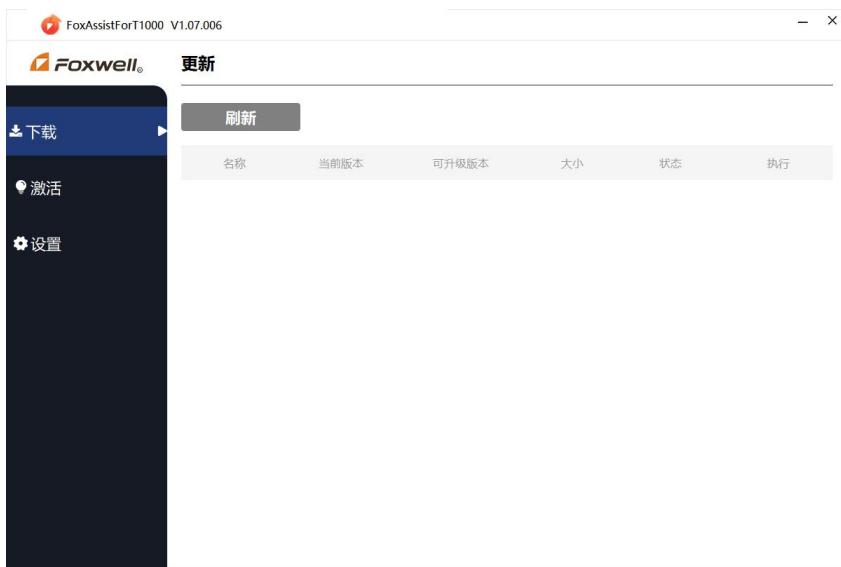 FoxAssistForT1000 V1.07.006
Foxwell®
更新
下载
刷新
名称 当前版本 可升级版本 大小 状态 执行
激活
设置